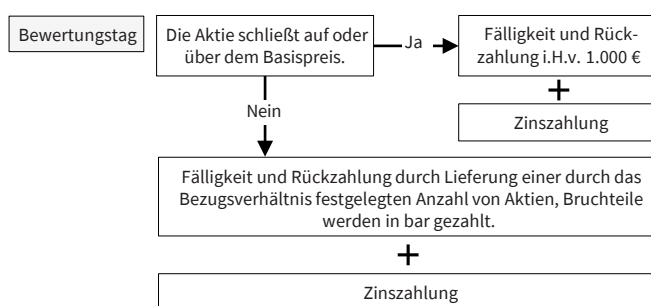 Bewertungstag
Die Aktie schließt auf oder
über dem Basispreis.
Ja
Fälligkeit und Rück-
zahlung i.H.v. 1.000 €
+
Zinszahlung
Nein
Fälligkeit und Rückzahlung durch Lieferung einer durch das
Bezugsverhältnis festgelegten Anzahl von Aktien, Bruchteile
werden in bar gezahlt.
+
Zinszahlung